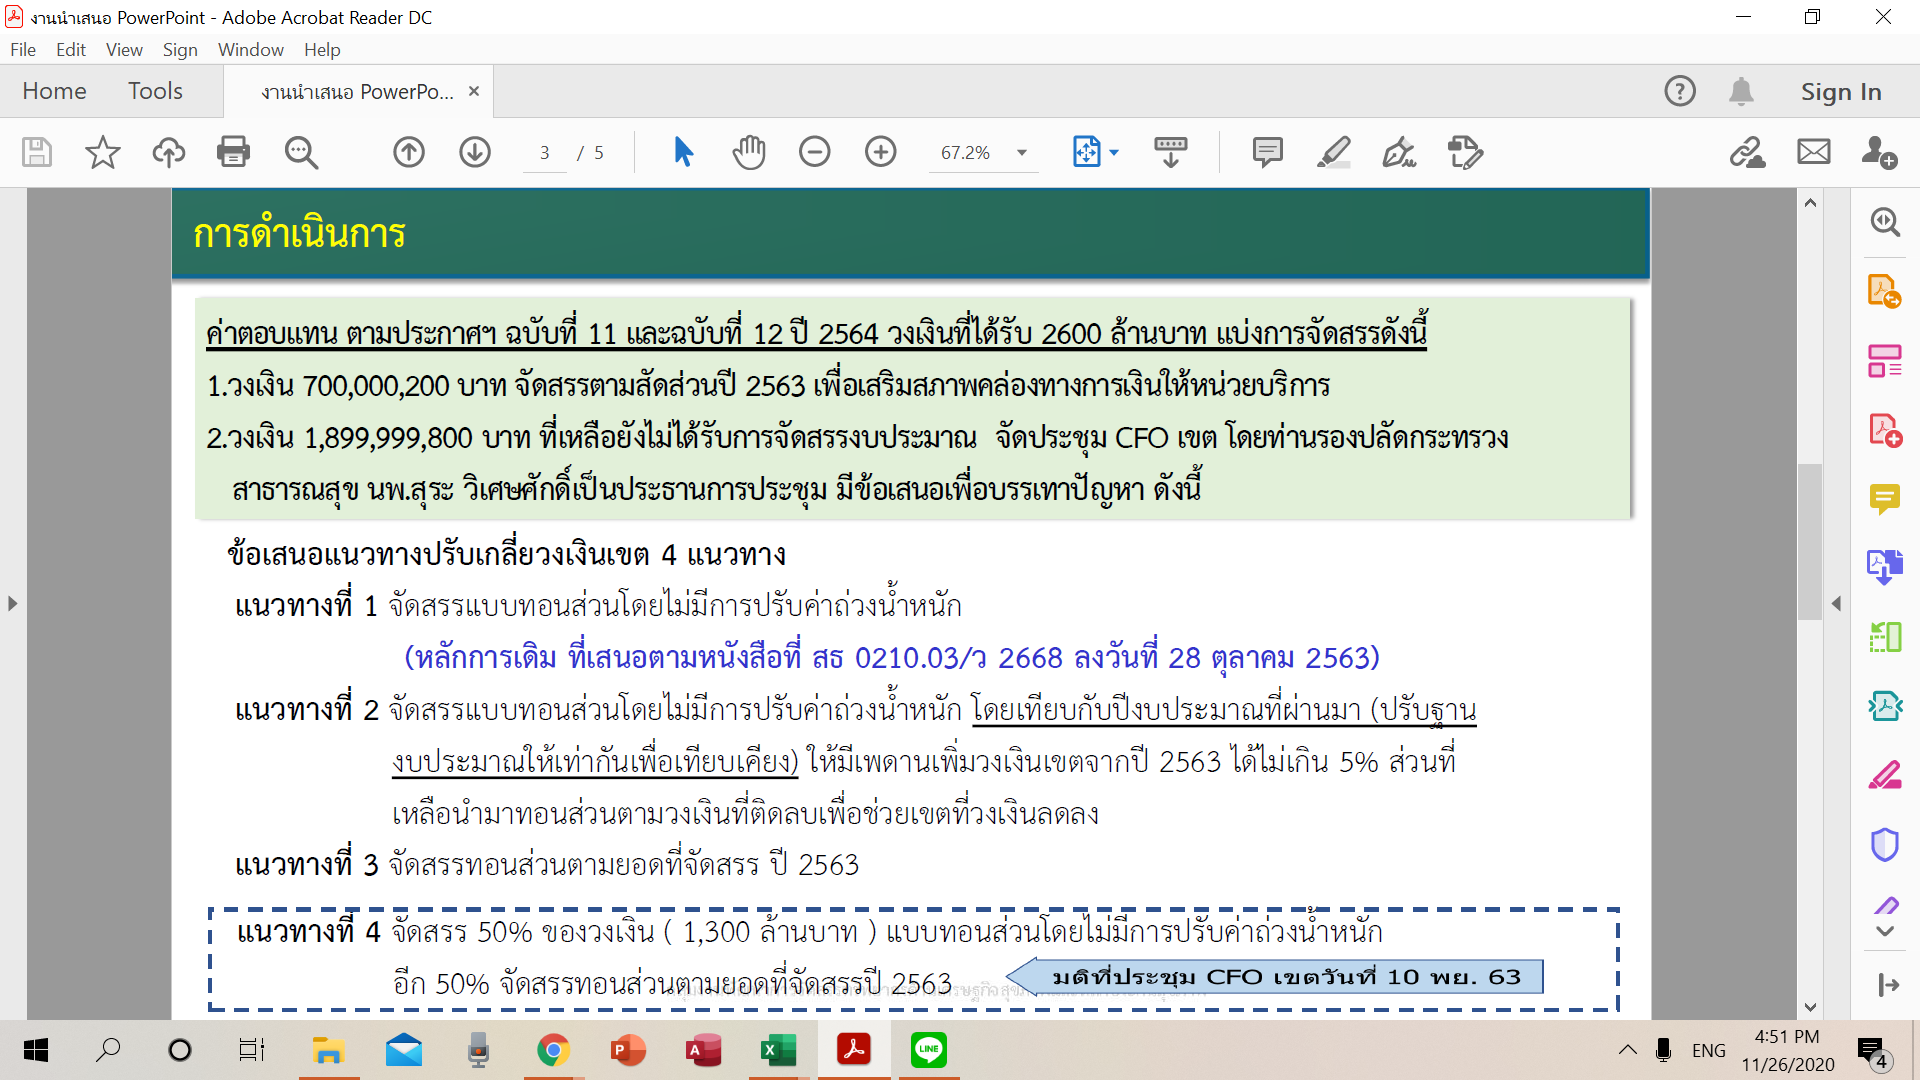 งานนำเสนอ PowerPoint - Adobe Acrobat Reader DC
File Edit View Sign Window Help
Home Tools งานนำเสนอ PowerPo... × Sign In
3 / 5 67.2%
การดำเนินการ
ค่าตอบแทน ตามประกาศฯ ฉบับที่ 11 และฉบับที่ 12 ปี 2564 วงเงินที่ได้รับ 2600 ล้านบาท แบ่งการจัดสรรดังนี้
1.วงเงิน 700,000,200 บาท จัดสรรตามสัดส่วนปี 2563 เพื่อเสริมสภาพคล่องทางการเงินให้หน่วยบริการ
2.วงเงิน 1,899,999,800 บาท ที่เหลือยังไม่ได้รับการจัดสรรงบประมาณ จัดประชุม CFO เขต โดยท่านรองปลัดกระทรวง
สาธารณสุข นพ.สุระ วิเศษศักดิ์เป็นประธานการประชุม มีข้อเสนอเพื่อบรรเทาปัญหา ดังนี้
ข้อเสนอแนวทางปรับเกลี่ยวงเงินเขต 4 แนวทาง
แนวทางที่ 1 จัดสรรแบบทอนส่วนโดยไม่มีการปรับค่าถ่วงน้ำหนัก
(หลักการเดิม ที่เสนอตามหนังสือที่ สธ 0210.03/ว 2668 ลงวันที่ 28 ตุลาคม 2563)
แนวทางที่ 2 จัดสรรแบบทอนส่วนโดยไม่มีการปรับค่าถ่วงน้ำหนัก โดยเทียบกับปีงบประมาณที่ผ่านมา (ปรับฐาน
งบประมาณให้เท่ากันเพื่อเทียบเคียง) ให้มีเพดานเพิ่มวงเงินเขตจากปี 2563 ได้ไม่เกิน 5% ส่วนที่
เหลือนำมาทอนส่วนตามวงเงินที่ติดลบเพื่อช่วยเขตที่วงเงินลดลง
แนวทางที่ 3 จัดสรรทอนส่วนตามยอดที่จัดสรร ปี 2563
แนวทางที่ 4 จัดสรร 50% ของวงเงิน ( 1,300 ล้านบาท ) แบบทอนส่วนโดยไม่มีการปรับค่าถ่วงน้ำหนัก
อีก 50% จัดสรรทอนส่วนตามยอดที่จัดสรรปี 2563 มติที่ประชุม CFO เขตวันที่ 10 พย. 63
ENG 4:51 PM
11/26/2020 4